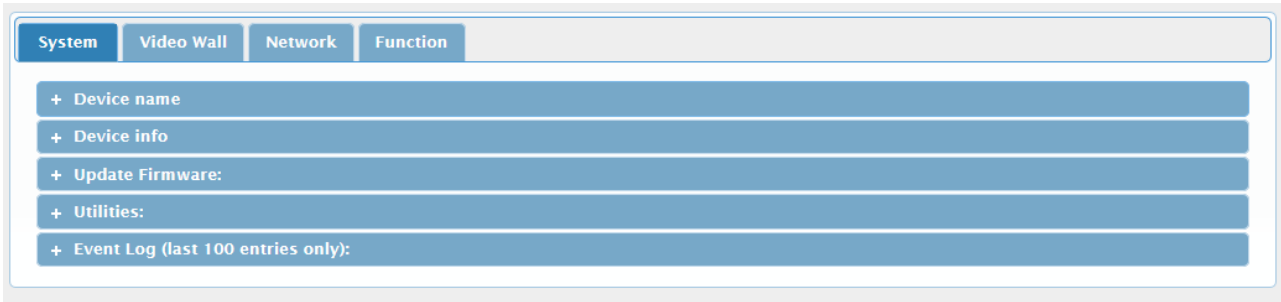 System Video Wall Network Function
+ Device name
+ Device info
+ Update Firmware:
+ Utilities:
+ Event Log (last 100 entries only):